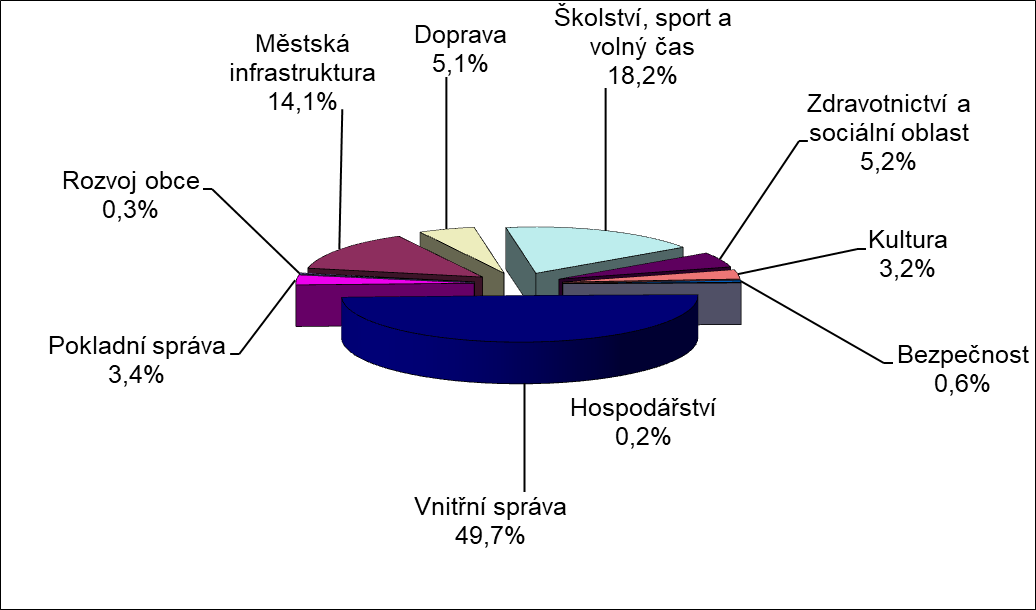 Školství, sport a
volný čas
18,2%
Doprava
5,1%
Městská
infrastruktura
14,1%
Zdravotnictví a
sociální oblast
5,2%
Rozvoj obce
0,3%
Kultura
3,2%
Pokladní správa
3,4%
Bezpečnost
0,6%
Hospodářství
0,2%
Vnitřní správa
49,7%